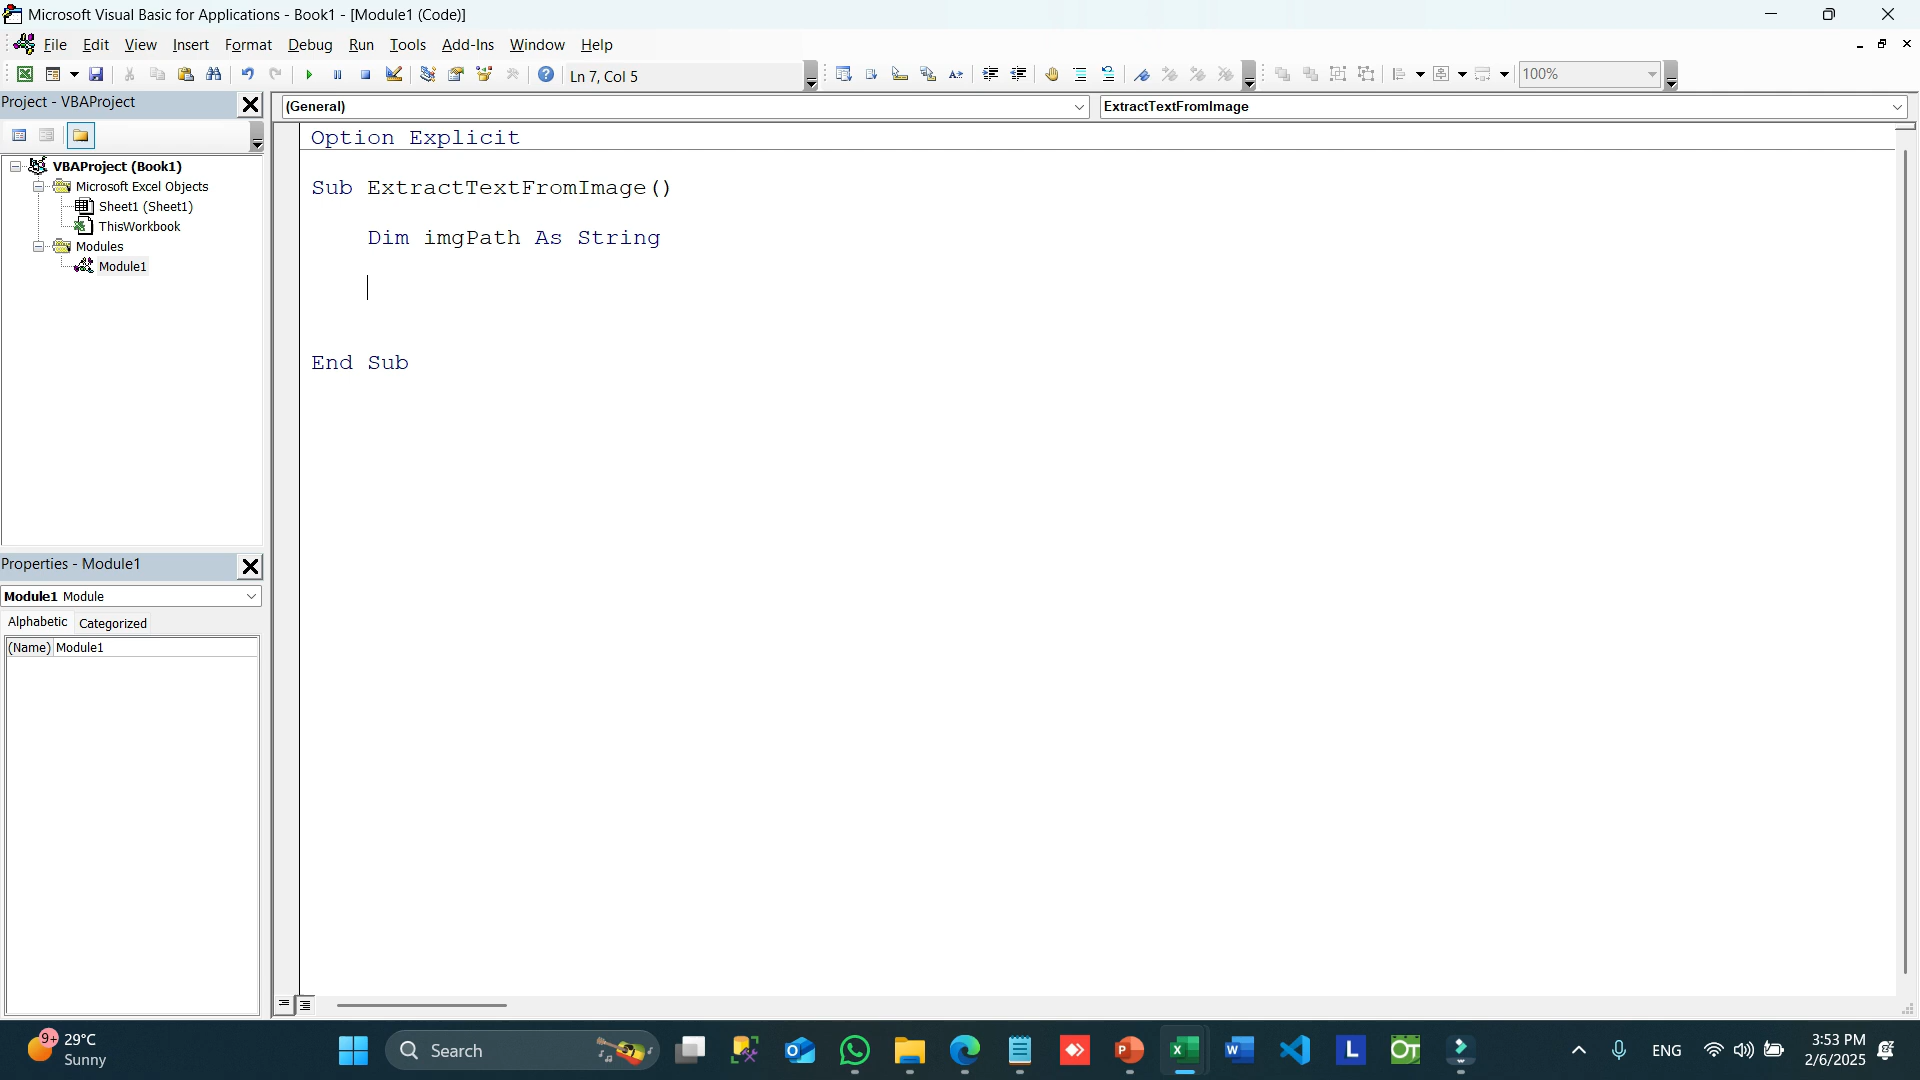 Microsoft Visual Basic for Applications - Book1 - [Module1 (Code)]
File Edit View Insert Format Debug Run Tools Add-Ins Window Help
Ln 7, Col 5
100%
Project - VBAProject
(General)
ExtractTextFromImage
VBAProject (Book1)
Microsoft Excel Objects
Sheet1 (Sheet1)
ThisWorkbook
Modules
Module1
Option Explicit
Sub ExtractTextFromImage()
Dim imgPath As String
End Sub
Properties - Module1
Module1 Module
Alphabetic Categorized
(Name) Module1
9+ 29°C
Sunny
Search
ENG
3:53 PM
2/6/2025